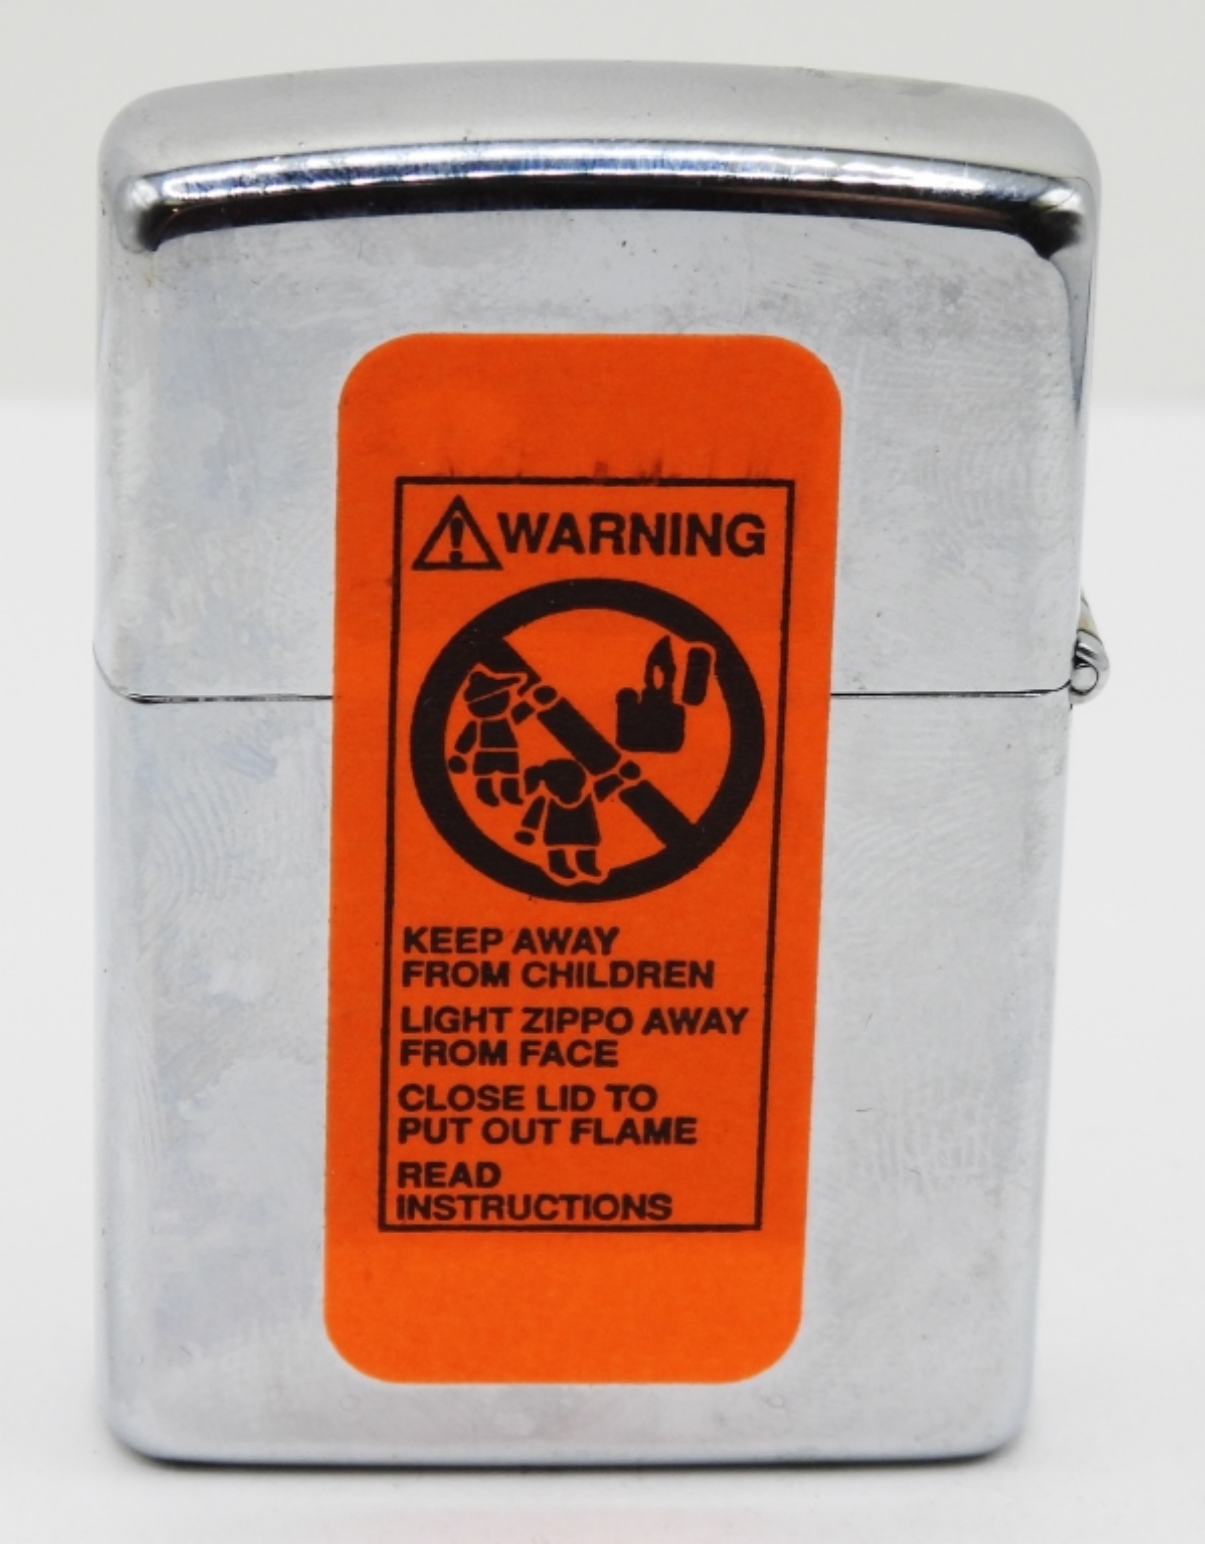 WARNING
KEEP AWAY
FROM CHILDREN
LIGHT ZIPPO AWAY
FROM FACE
CLOSE LID TO
PUT OUT FLAME
READ
INSTRUCTIONS